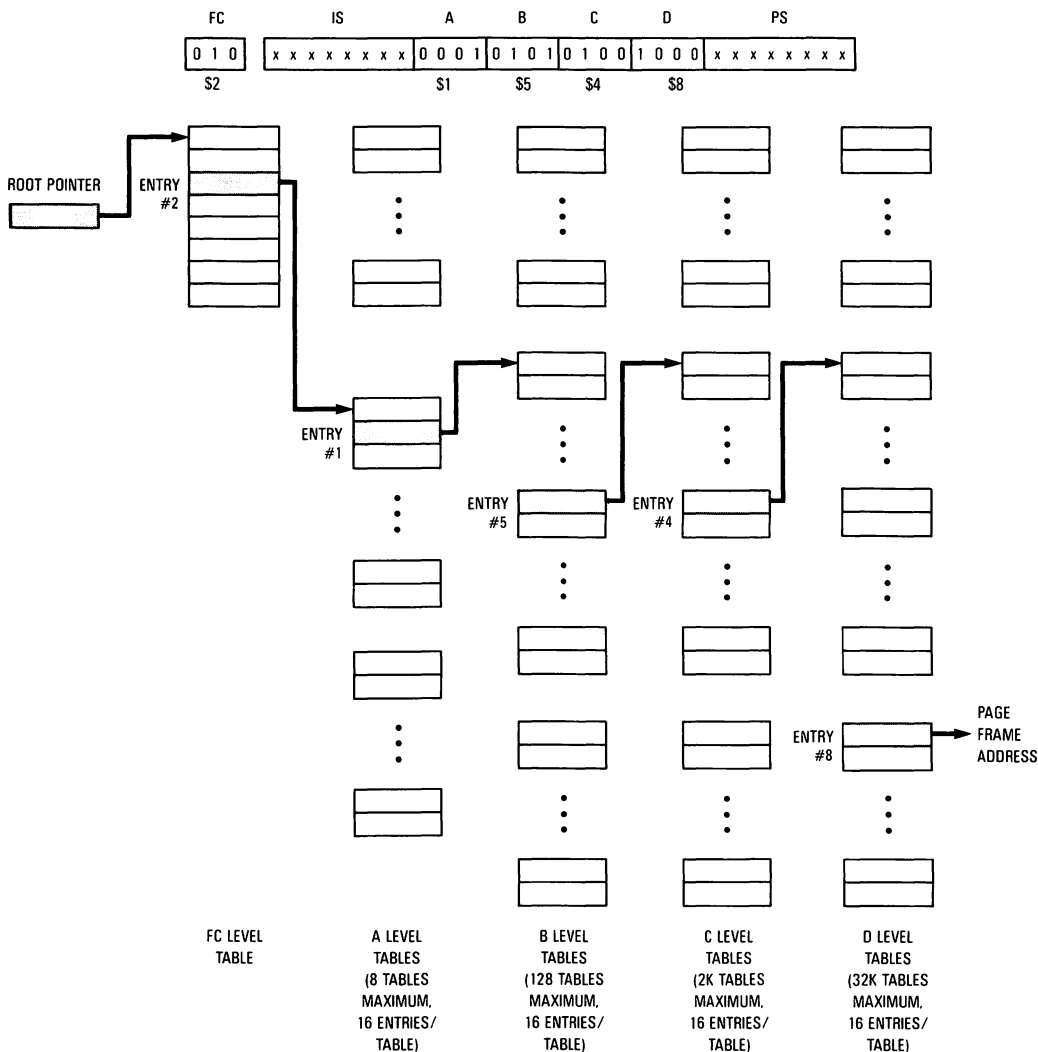 FC IS A B C D PS
0 1 0 x x x x x x x x 0 0 0 1 0 1 0 1 0 1 0 0 1 0 0 0 x x x x x x x x
$2 $1 $5 $4 $8
ROOT POINTER
ENTRY
#2
ENTRY
#1
ENTRY
#5
ENTRY
#4
ENTRY
#8
PAGE
FRAME
ADDRESS
FC LEVEL
TABLE
A LEVEL
TABLES
(8 TABLES
MAXIMUM,
16 ENTRIES/
TABLE)
B LEVEL
TABLES
(128 TABLES
MAXIMUM,
16 ENTRIES/
TABLE)
C LEVEL
TABLES
(2K TABLES
MAXIMUM,
16 ENTRIES/
TABLE)
D LEVEL
TABLES
(32K TABLES
MAXIMUM,
16 ENTRIES/
TABLE)